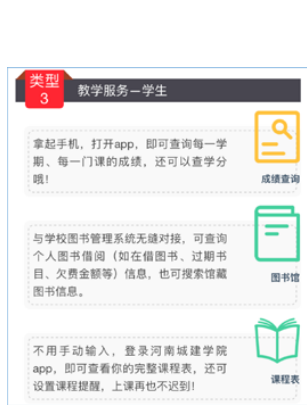 类型
3
教学服务－学生
拿起手机，打开app，即可查询每一学
期、每一门课的成绩，还可以查学分
哦！
成绩查询
与学校图书管理系统无缝对接，可查询
个人图书借阅（如在借图书、过期书
目、欠费金额等）信息，也可搜索馆藏
图书信息。
图书馆
不用手动输入，登录河南城建学院
app，即可查看你的完整课程表，还可
设置课程提醒，上课再也不迟到！
课程表